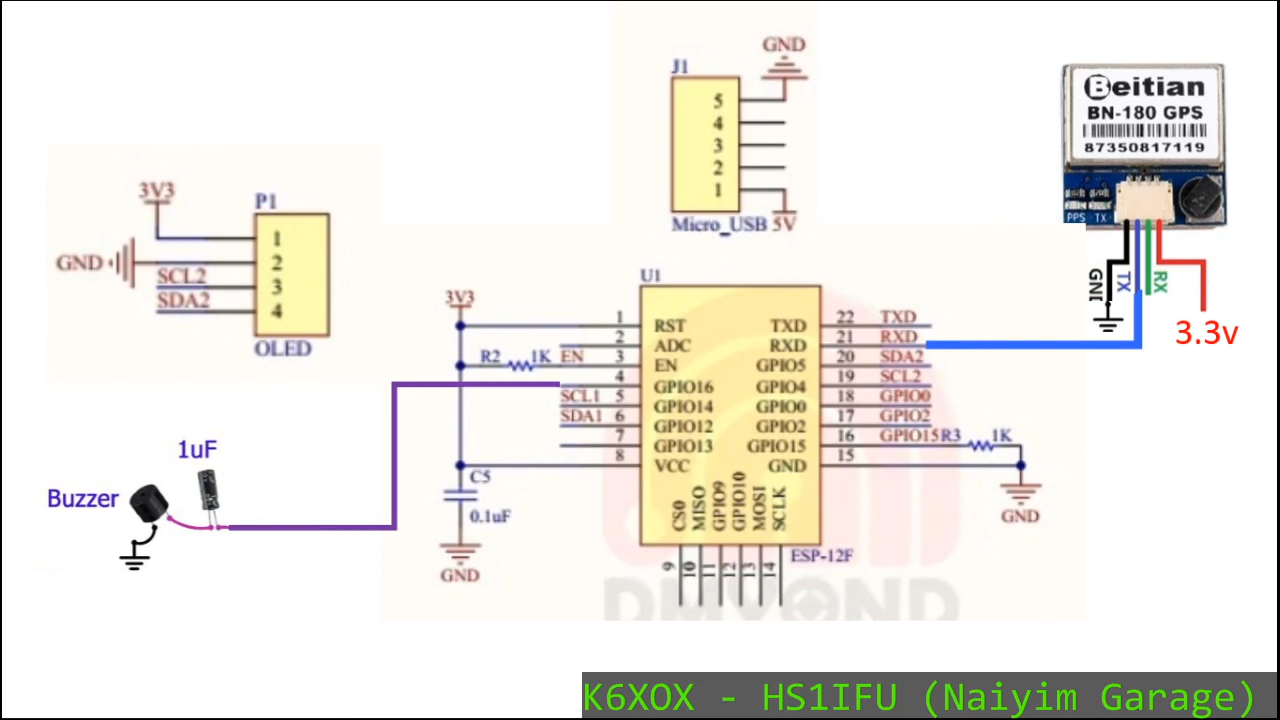 GND
J1
5
4
3
2
1
Micro_USB 5V
Beitian
BN-180 GPS
87350817119
PPS TX
GNI
TX
RX
3.3v
3V3
P1
GND
SCL2
SDA2
1
2
3
4
OLED
U1
3V3
R2 1K EN
SCL1
SDA1
1
2
3
4
5
6
7
8
RST
ADC
EN
GPIO16
GPIO14
GPIO12
GPIO13
VCC
TXD
RXD
GPIO5
GPIO4
GPIO0
GPIO2
GPIO15
GND
22 TXD
21 RXD
20 SDA2
19 SCL2
18 GPIO0
17 GPIO2
16 GPIO15 R3 1K
15
GND
CS0
MISO
GPIO9
GPIO10
MOSI
SCLK
9
10
11
12
13
14
ESP-12F
C5
0.1uF
GND
1uF
Buzzer
DMYOND
K6XOX - HS1IFU (Naiyim Garage)